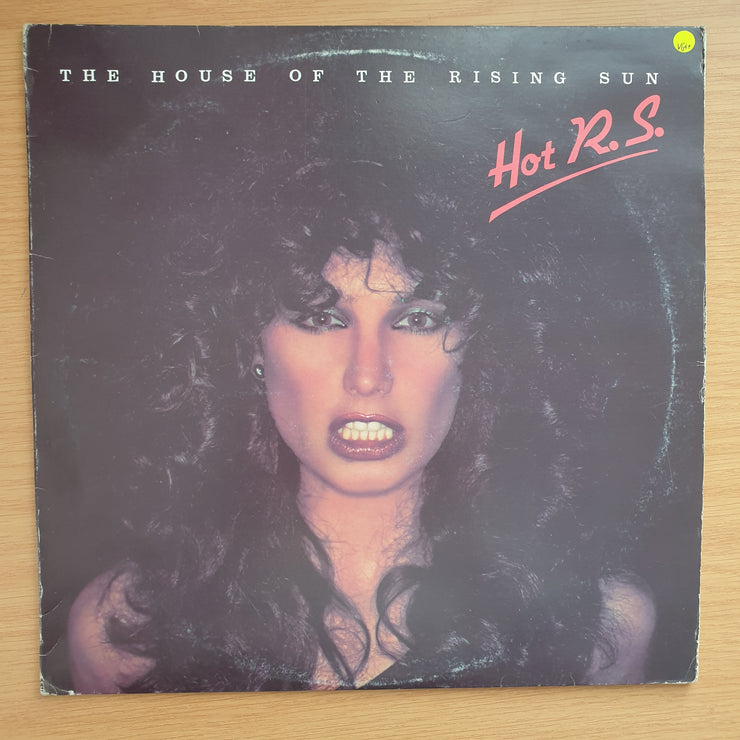 THE HOUSE OF THE RISING SUN
Hot R.S.